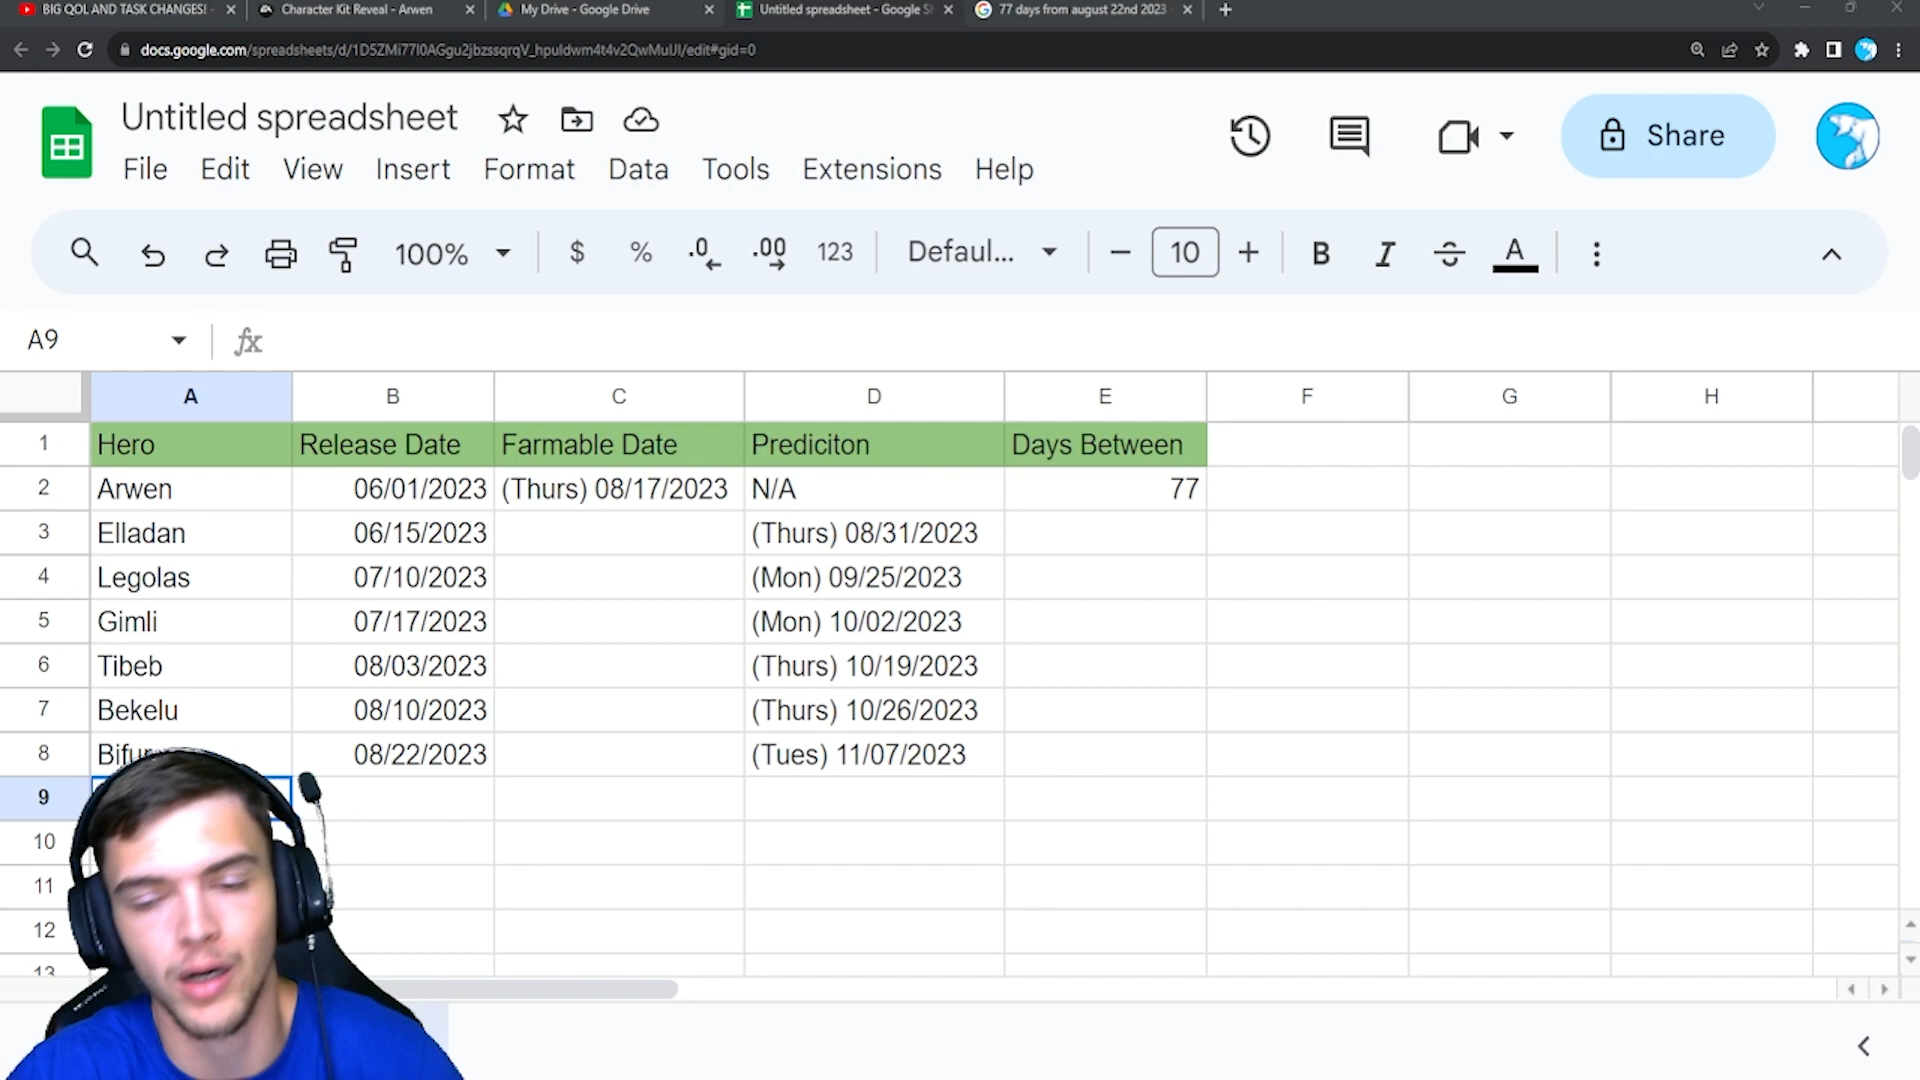 BIG QOL AND TASK CHANGES! - Character Kit Reveal - Arwen My Drive - Google Drive Untitled spreadsheet - Google S 77 days from august 22nd 2023
docs.google.com/spreadsheets/d/
Untitled spreadsheet
Share
File Edit View Insert Format Data Tools Extensions Help
100% $ % .0 .00 123 Defaul... 10 B I S A
A9 fx
A B C D E F G H
1 Hero Release Date Farmable Date Prediciton Days Between
2 Arwen 06/01/2023 (Thurs) 08/17/2023 N/A 77
3 Elladan 06/15/2023 (Thurs) 08/31/2023
4 Legolas 07/10/2023 (Mon) 09/25/2023
5 Gimli 07/17/2023 (Mon) 10/02/2023
6 Tibeb 08/03/2023 (Thurs) 10/19/2023
7 Bekelu 08/10/2023 (Thurs) 10/26/2023
8 Bifur 08/22/2023 (Tues) 11/07/2023
9
10
11
12
13